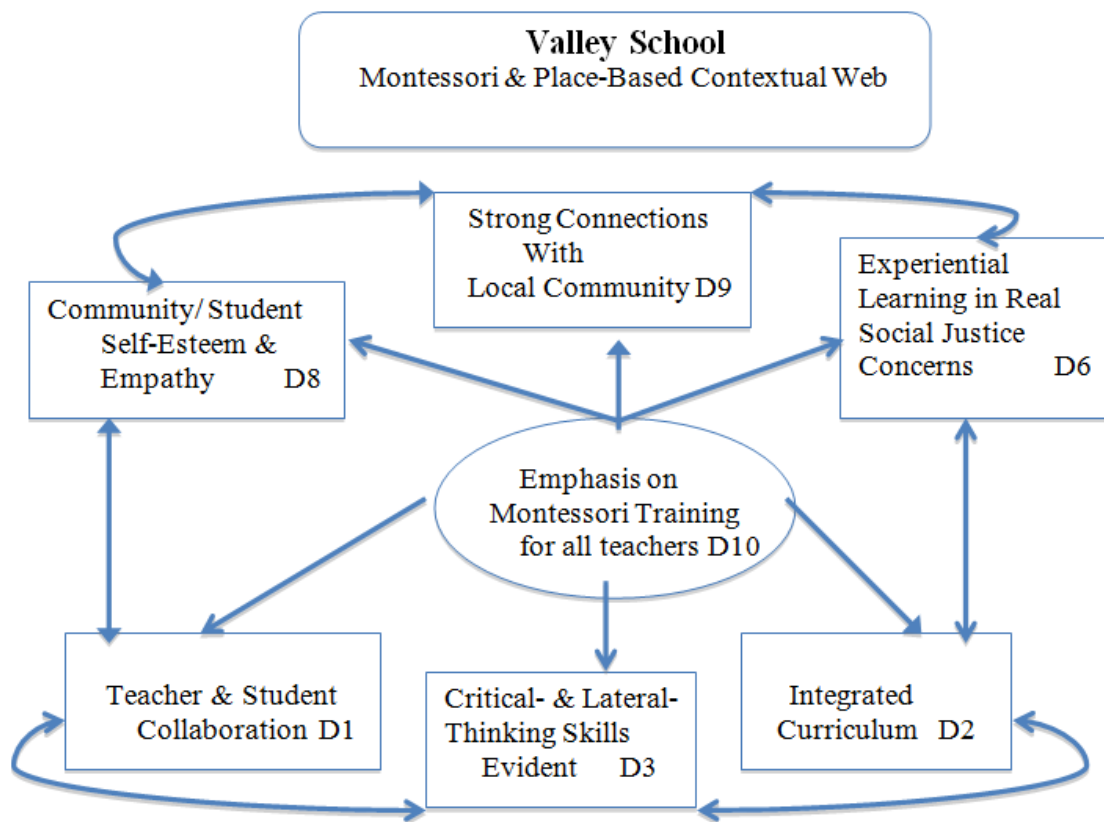 Valley School
Montessori & Place-Based Contextual Web
Strong Connections
With
Local Community D9
Experiential
Learning in Real
Social Justice
Concerns D6
Community/ Student
Self-Esteem &
Empathy D8
Emphasis on
Montessori Training
for all teachers D10
Teacher & Student
Collaboration D1
Critical- & Lateral-
Thinking Skills
Evident D3
Integrated
Curriculum D2